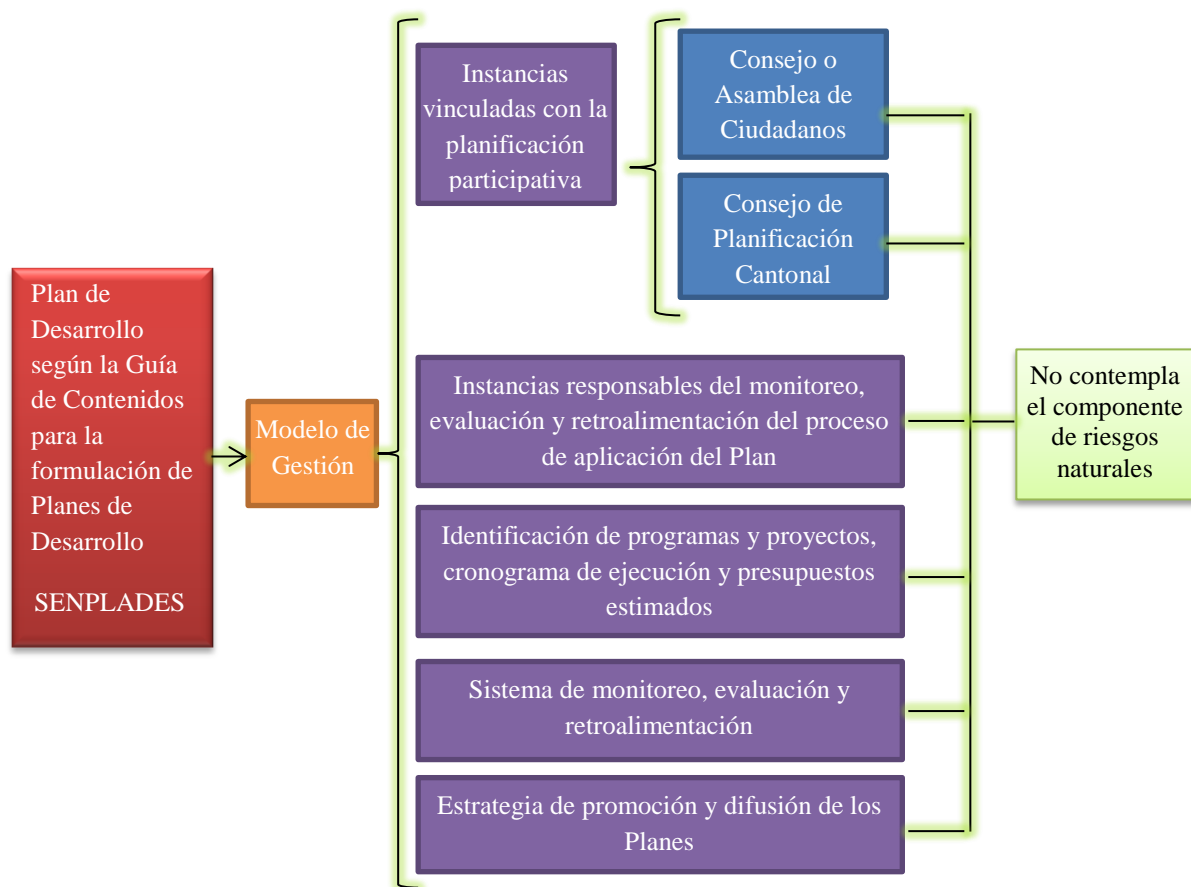 Plan de
Desarrollo
según la Guía
de Contenidos
para la
formulación de
Planes de
Desarrollo
SENPLADES
Modelo de
Gestión
Instancias
vinculadas con la
planificación
participativa
Consejo o
Asamblea de
Ciudadanos
Consejo de
Planificación
Cantonal
Instancias responsables del monitoreo,
evaluación y retroalimentación del proceso
de aplicación del Plan
Identificación de programas y proyectos,
cronograma de ejecución y presupuestos
estimados
Sistema de monitoreo, evaluación y
retroalimentación
Estrategia de promoción y difusión de los
Planes
No contempla
el componente
de riesgos
naturales